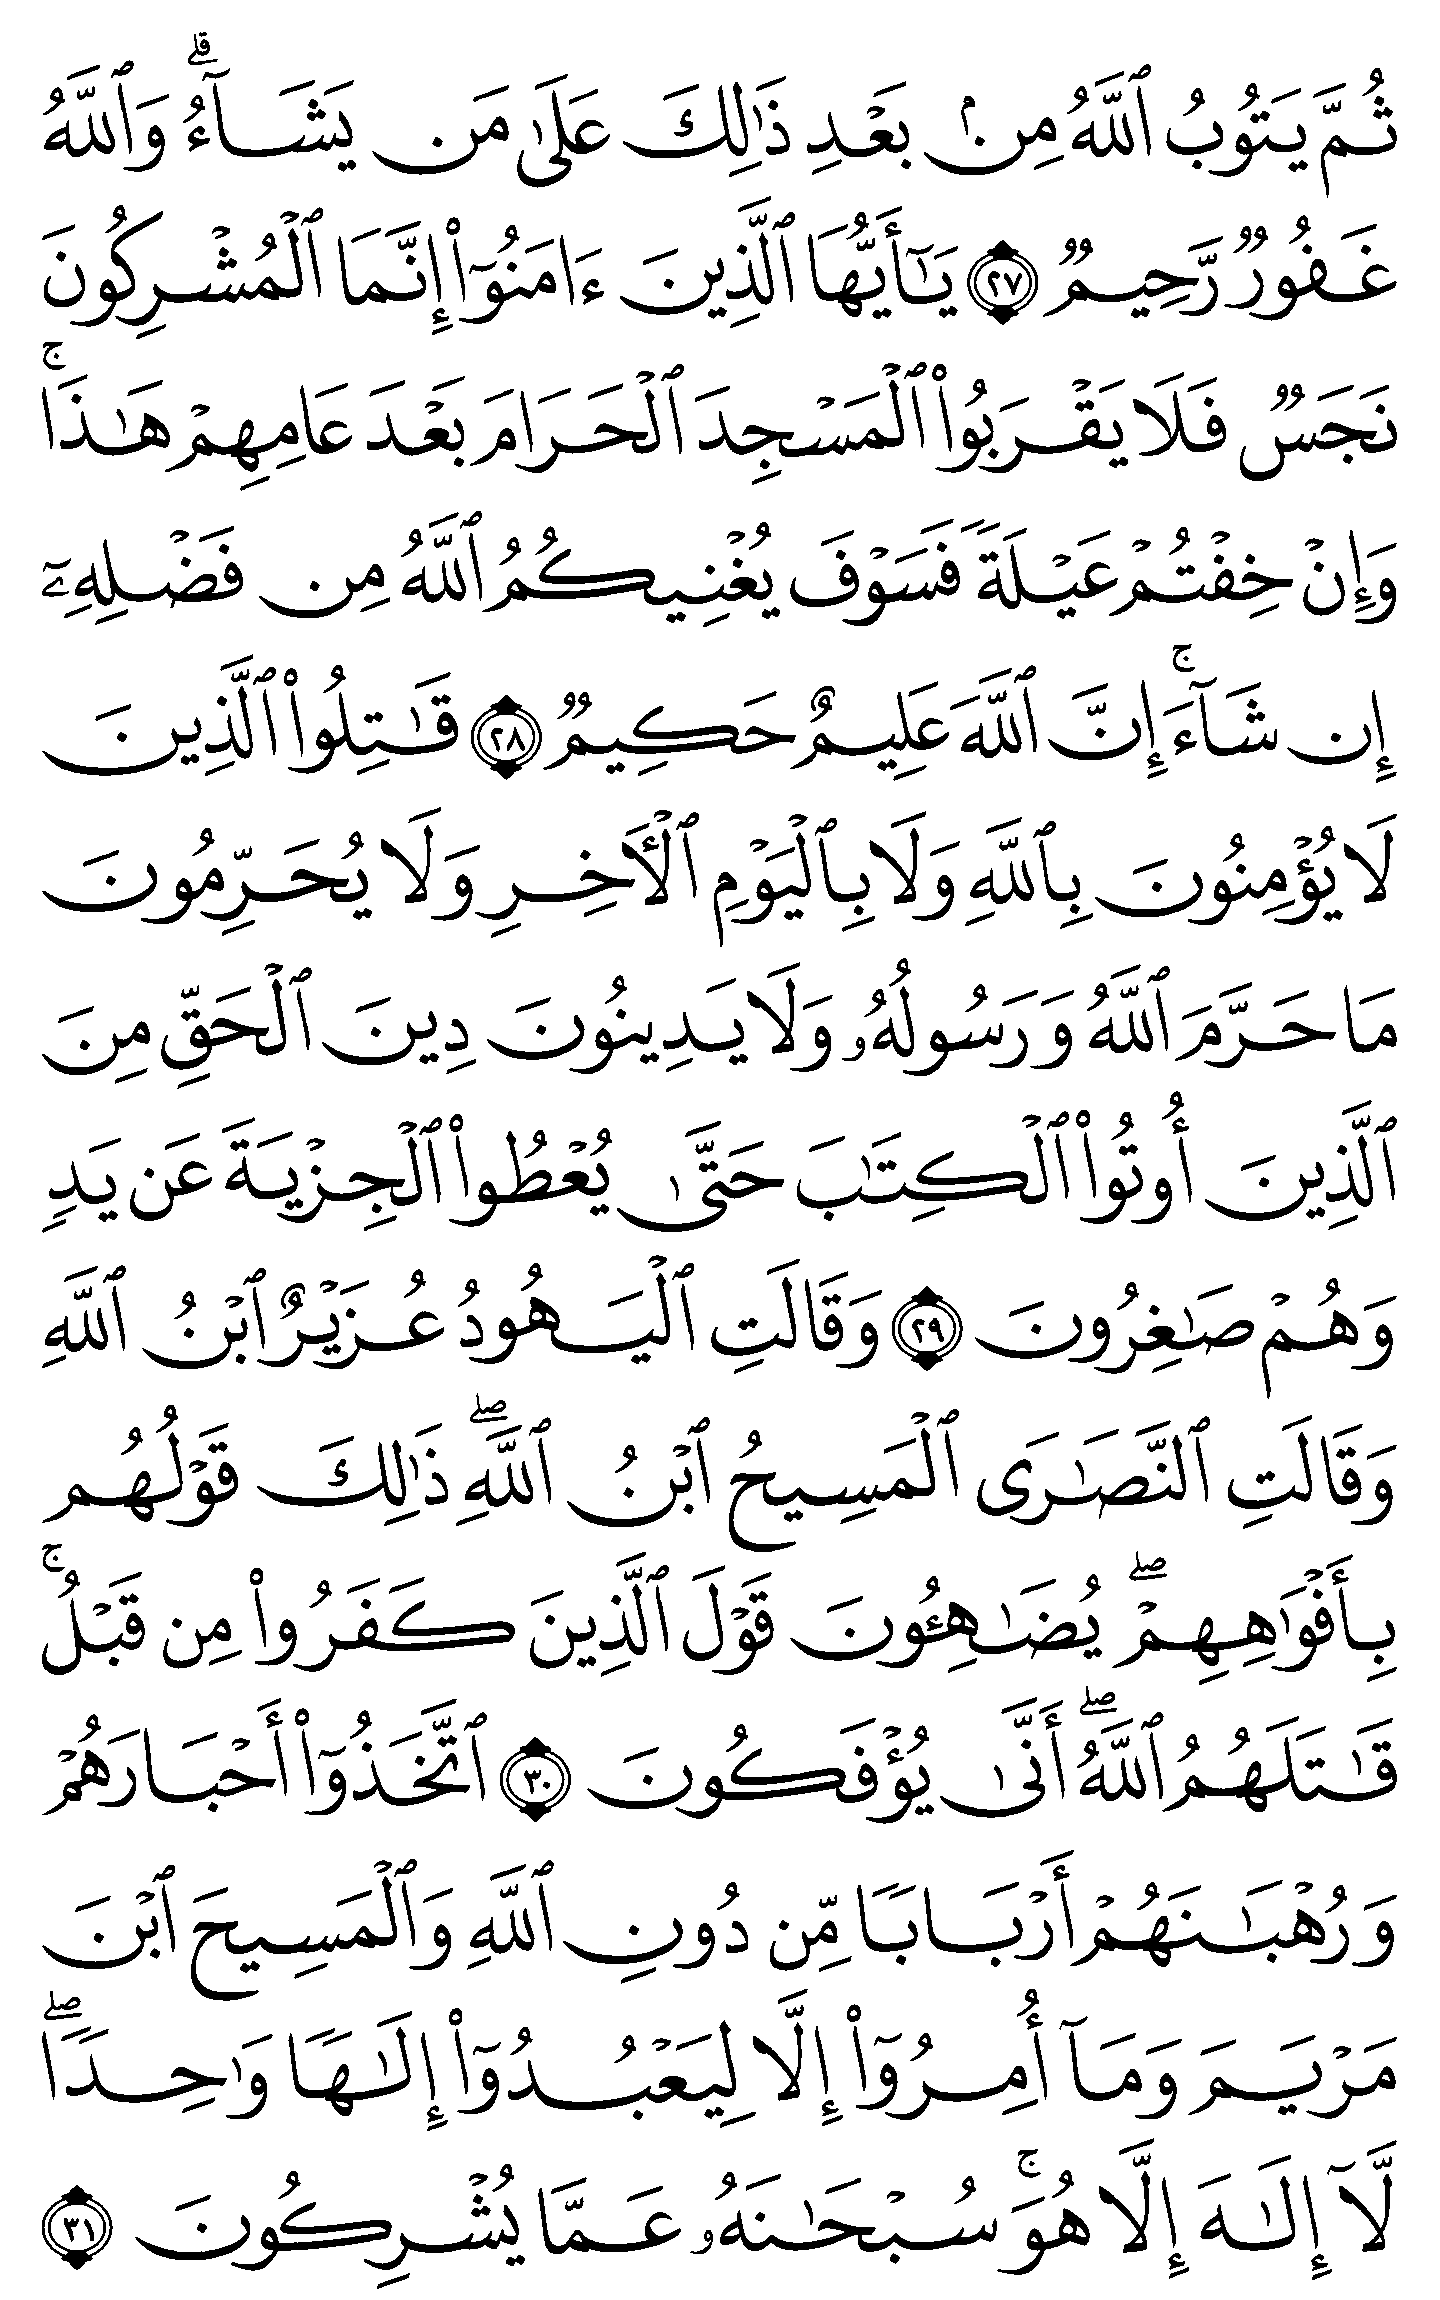 ثُمَّ يَتُوبُ ٱللَّهُ مِنۢ بَعْدِ ذَٰلِكَ عَلَىٰ مَن يَشَآءُ ۗ وَٱللَّهُ
غَفُورٌ رَّحِيمٌ ٢٧ يَـٰٓأَيُّهَا ٱلَّذِينَ ءَامَنُوٓا۟ إِنَّمَا ٱلْمُشْرِكُونَ
نَجَسٌ فَلَا يَقْرَبُوا۟ ٱلْمَسْجِدَ ٱلْحَرَامَ بَعْدَ عَامِهِمْ هَـٰذَا ۚ
وَإِنْ خِفْتُمْ عَيْلَةً فَسَوْفَ يُغْنِيكُمُ ٱللَّهُ مِن فَضْلِهِۦٓ
إِن شَآءَ ۚ إِنَّ ٱللَّهَ عَلِيمٌ حَكِيمٌ ٢٨ قَـٰتِلُوا۟ ٱلَّذِينَ
لَا يُؤْمِنُونَ بِٱللَّهِ وَلَا بِٱلْيَوْمِ ٱلْـَٔاخِرِ وَلَا يُحَرِّمُونَ
مَا حَرَّمَ ٱللَّهُ وَرَسُولُهُۥ وَلَا يَدِينُونَ دِينَ ٱلْحَقِّ مِنَ
ٱلَّذِينَ أُوتُوا۟ ٱلْكِتَـٰبَ حَتَّىٰ يُعْطُوا۟ ٱلْجِزْيَةَ عَن يَدٍ
وَهُمْ صَـٰغِرُونَ ٢٩ وَقَالَتِ ٱلْيَهُودُ عُزَيْرٌ ٱبْنُ ٱللَّهِ
وَقَالَتِ ٱلنَّصَـٰرَى ٱلْمَسِيحُ ٱبْنُ ٱللَّهِ ۖ ذَٰلِكَ قَوْلُهُم
بِأَفْوَٰهِهِمْ ۖ يُضَـٰهِـُٔونَ قَوْلَ ٱلَّذِينَ كَفَرُوا۟ مِن قَبْلُ ۚ
قَـٰتَلَهُمُ ٱللَّهُ ۖ أَنَّىٰ يُؤْفَكُونَ ٣٠ ٱتَّخَذُوٓا۟ أَحْبَارَهُمْ
وَرُهْبَـٰنَهُمْ أَرْبَابًا مِّن دُونِ ٱللَّهِ وَٱلْمَسِيحَ ٱبْنَ
مَرْيَمَ وَمَآ أُمِرُوٓا۟ إِلَّا لِيَعْبُدُوٓا۟ إِلَـٰهًا وَٰحِدًا ۖ
لَّآ إِلَـٰهَ إِلَّا هُوَ ۚ سُبْحَـٰنَهُۥ عَمَّا يُشْرِكُونَ ٣١